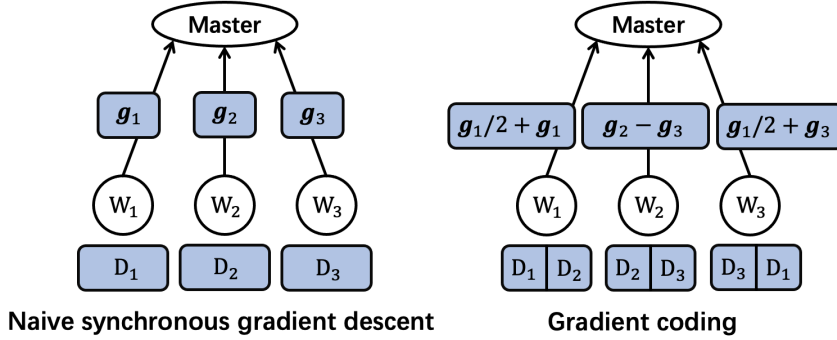 Master
g₁ g₂ g₃
W₁ W₂ W₃
D₁ D₂ D₃
Naive synchronous gradient descent
Master
g₁/2 + g₁ g₂ − g₃ g₁/2 + g₃
W₁ W₂ W₃
D₁ D₂ D₂ D₃ D₃ D₁
Gradient coding